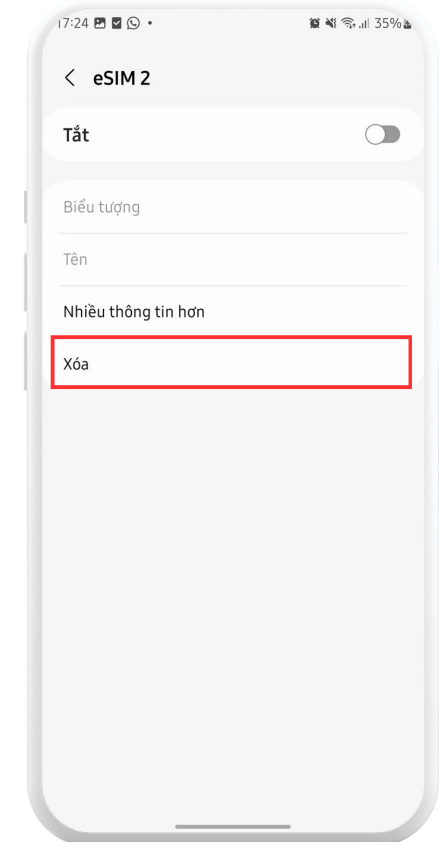 17:24
35%
eSIM 2
Tắt
Biểu tượng
Tên
Nhiều thông tin hơn
Xóa